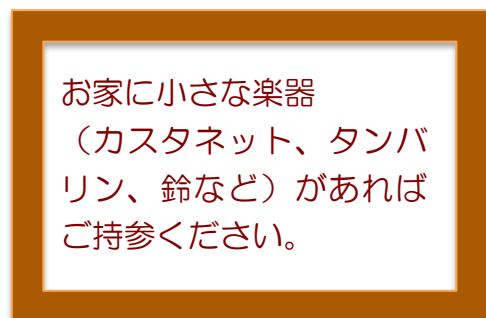 お家に小さな楽器
（カスタネット、タンバ
リン、鈴など）があれば
ご持参ください。